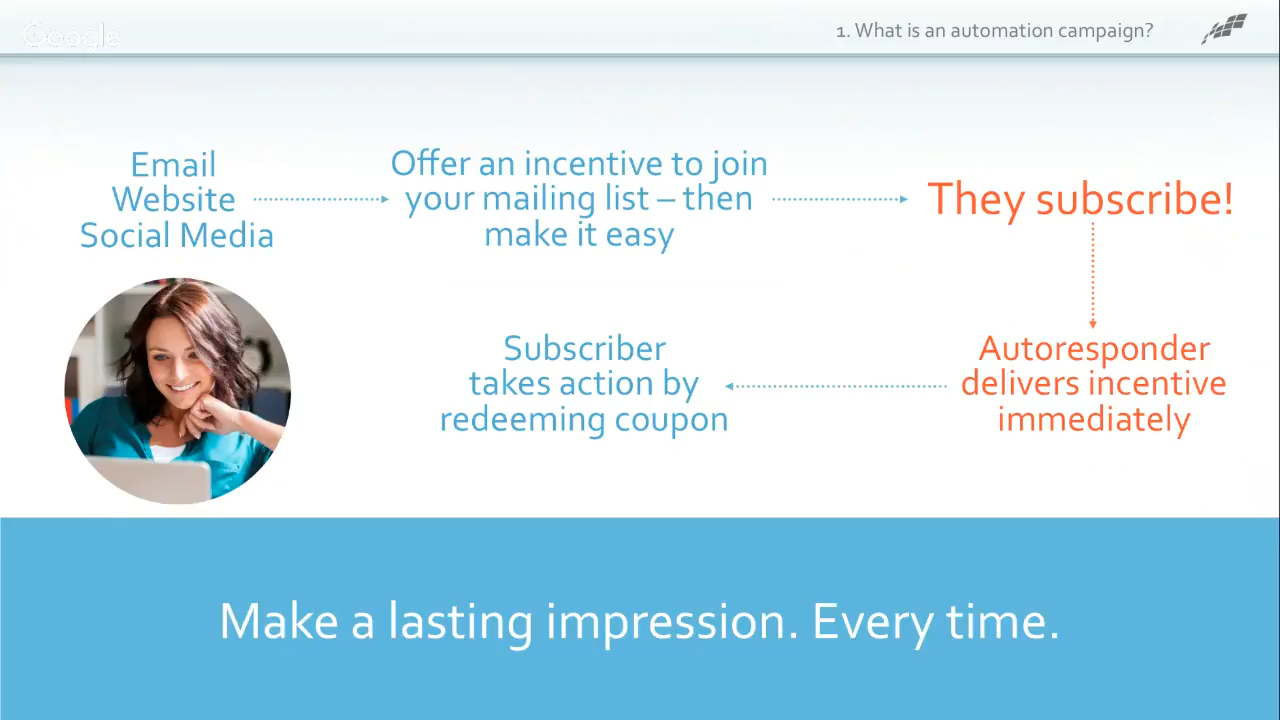 Google
1. What is an automation campaign?
Email
Website
Social Media
Offer an incentive to join
your mailing list – then
make it easy
They subscribe!
Autoresponder
delivers incentive
immediately
Subscriber
takes action by
redeeming coupon
Make a lasting impression. Every time.